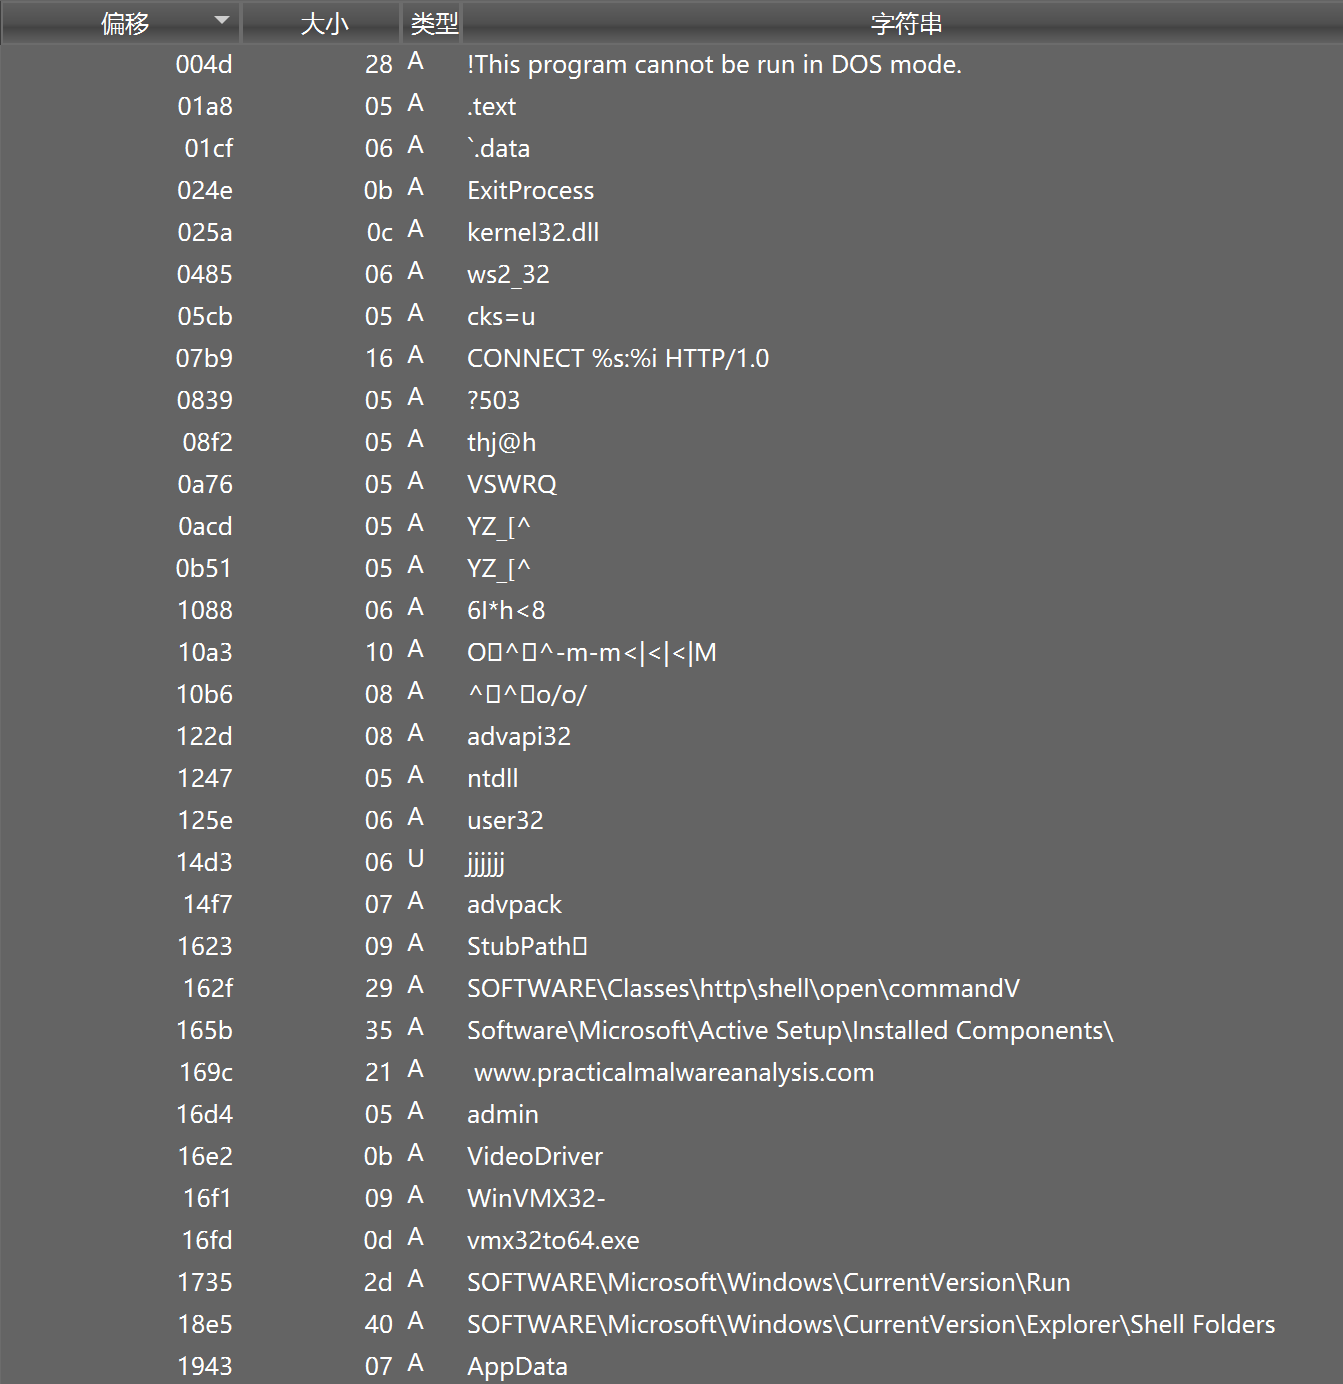 偏移 大小 类型 字符串
004d 28 A !This program cannot be run in DOS mode.
01a8 05 A .text
01cf 06 A `.data
024e 0b A ExitProcess
025a 0c A kernel32.dll
0485 06 A ws2_32
05cb 05 A cks=u
07b9 16 A CONNECT %s:%i HTTP/1.0
0839 05 A ?503
08f2 05 A thj@h
0a76 05 A VSWRQ
0acd 05 A YZ_[^
0b51 05 A YZ_[^
1088 06 A 6I*h<8
10a3 10 A O▯^▯^-m-m<|<|<|M
10b6 08 A ^▯^▯o/o/
122d 08 A advapi32
1247 05 A ntdll
125e 06 A user32
14d3 06 U jjjjjj
14f7 07 A advpack
1623 09 A StubPath▯
162f 29 A SOFTWARE\Classes\http\shell\open\commandV
165b 35 A Software\Microsoft\Active Setup\Installed Components\
169c 21 A www.practicalmalwareanalysis.com
16d4 05 A admin
16e2 0b A VideoDriver
16f1 09 A WinVMX32-
16fd 0d A vmx32to64.exe
1735 2d A SOFTWARE\Microsoft\Windows\CurrentVersion\Run
18e5 40 A SOFTWARE\Microsoft\Windows\CurrentVersion\Explorer\Shell Folders
1943 07 A AppData